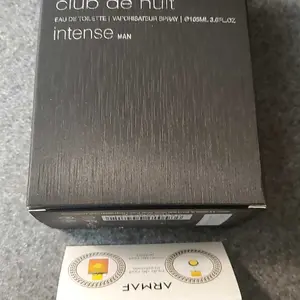 club de nuit
EAU DE TOILETTE | VAPORISATEUR SPRAY | ℮105ML 3.6FL.OZ
intense MAN
ARMAF